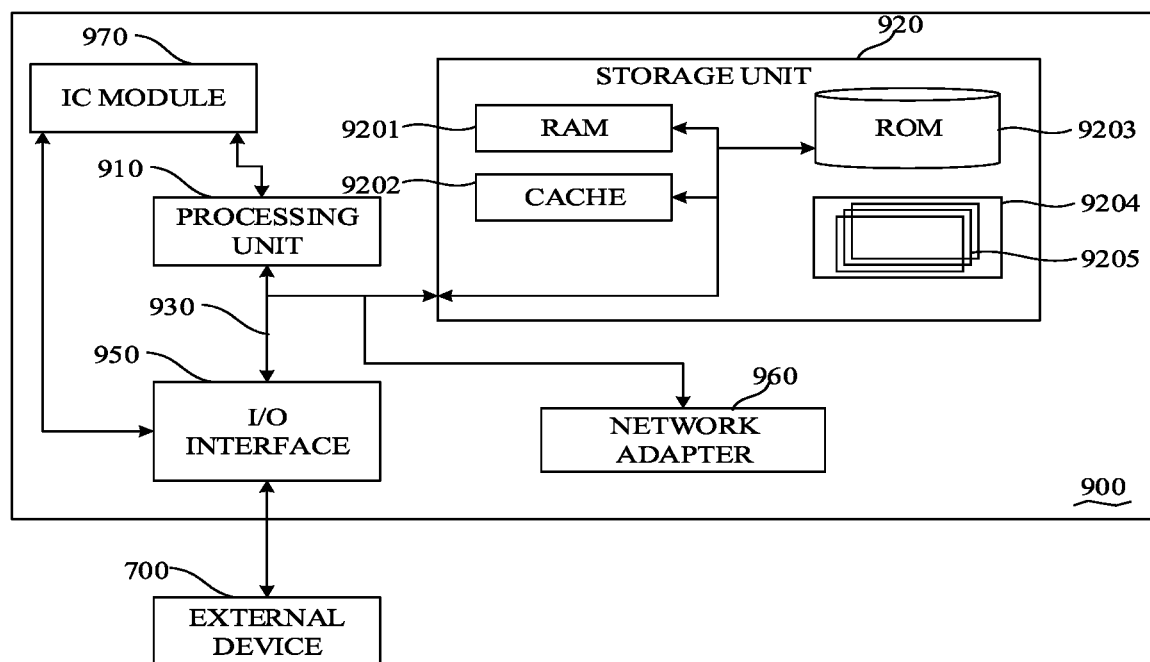 970
920
IC MODULE
STORAGE UNIT
9201
RAM
ROM
9203
910
9202
CACHE
PROCESSING
UNIT
9204
9205
930
950
960
I/O
INTERFACE
NETWORK
ADAPTER
900
700
EXTERNAL
DEVICE